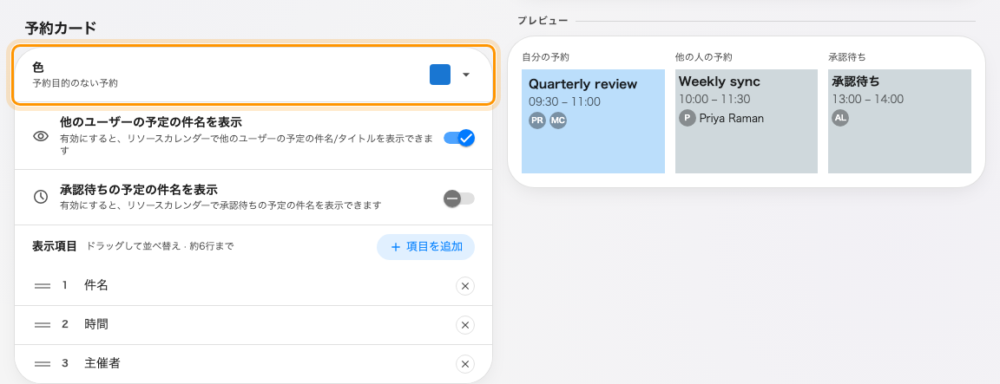 予約カード
色
予約目的のない予約
他のユーザーの予定の件名を表示
有効にすると、リソースカレンダーで他のユーザーの予定の件名/タイトルを表示できま
す
承認待ちの予定の件名を表示
有効にすると、リソースカレンダーで承認待ちの予定の件名を表示できます
表示項目 ドラッグして並べ替え · 約6行まで
+ 項目を追加
1 件名
2 時間
3 主催者
プレビュー
自分の予約
Quarterly review
09:30 – 11:00
PR MC
他の人の予約
Weekly sync
10:00 – 11:30
P Priya Raman
承認待ち
承認待ち
13:00 – 14:00
AL